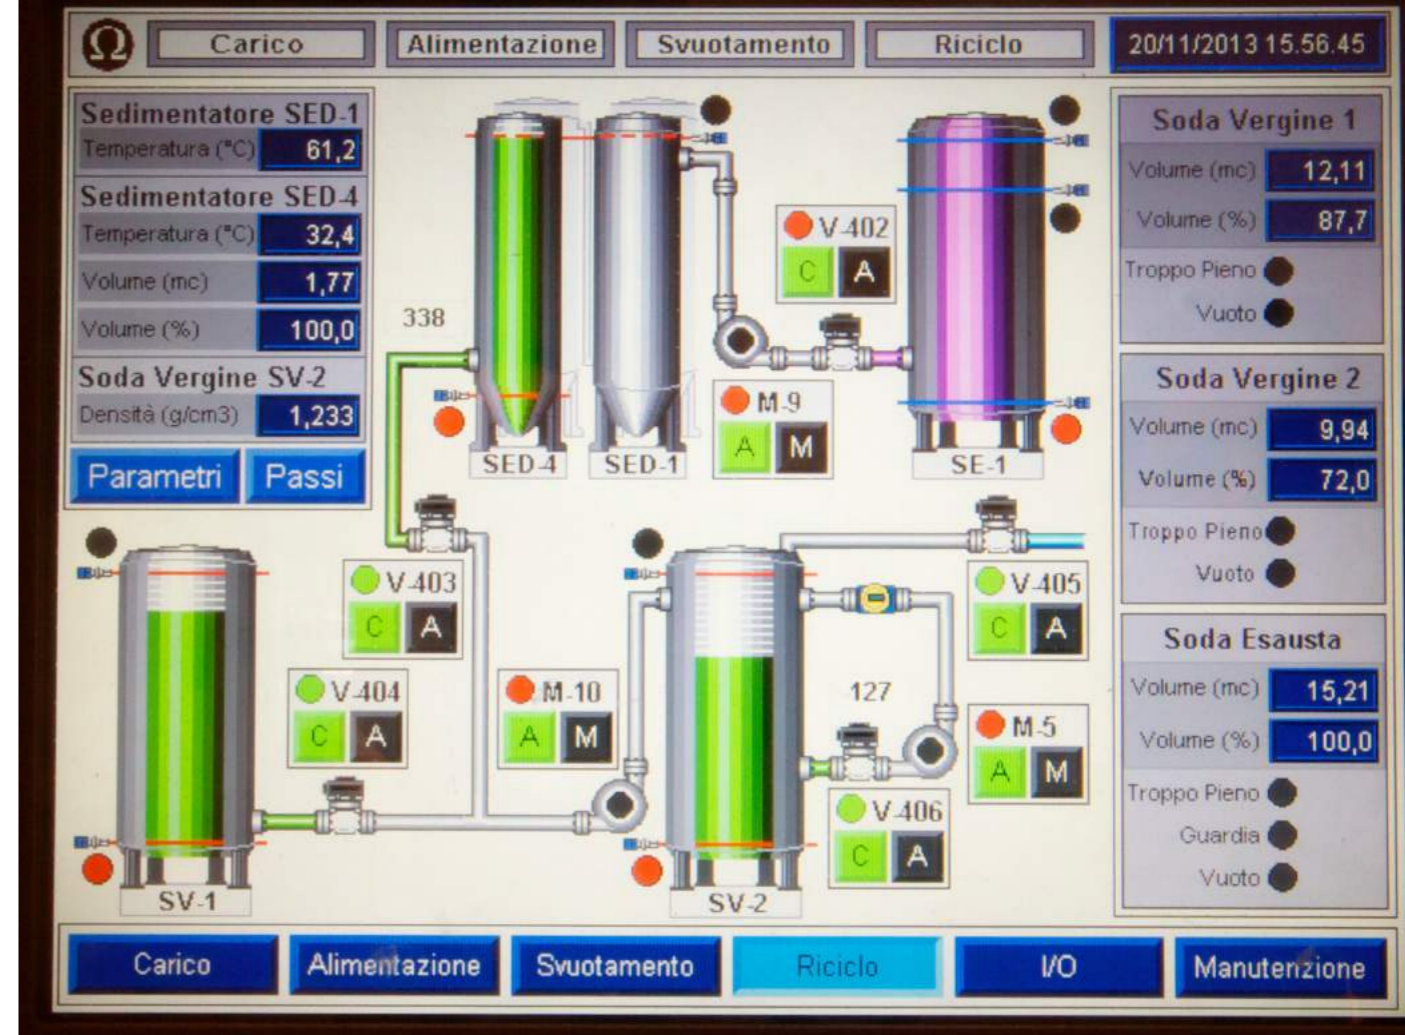 Ω Carico Alimentazione Svuotamento Riciclo 20/11/2013 15.56.45
Sedimentatore SED-1
Temperatura (°C) 61,2
Sedimentatore SED-4
Temperatura (°C) 32,4
Volume (mc) 1,77
Volume (%) 100,0
Soda Vergine SV-2
Densità (g/cm3) 1,233
Parametri Passi
338
SED-4 SED-1 SE-1
V-402
C A
M-9
A M
V-403
C A
V-404
C A
M-10
A M
V-405
C A
127
M-5
A M
V-406
C A
SV-1 SV-2
Soda Vergine 1
Volume (mc) 12,11
Volume (%) 87,7
Troppo Pieno
Vuoto
Soda Vergine 2
Volume (mc) 9,94
Volume (%) 72,0
Troppo Pieno
Vuoto
Soda Esausta
Volume (mc) 15,21
Volume (%) 100,0
Troppo Pieno
Guardia
Vuoto
Carico Alimentazione Svuotamento Riciclo I/O Manutenzione